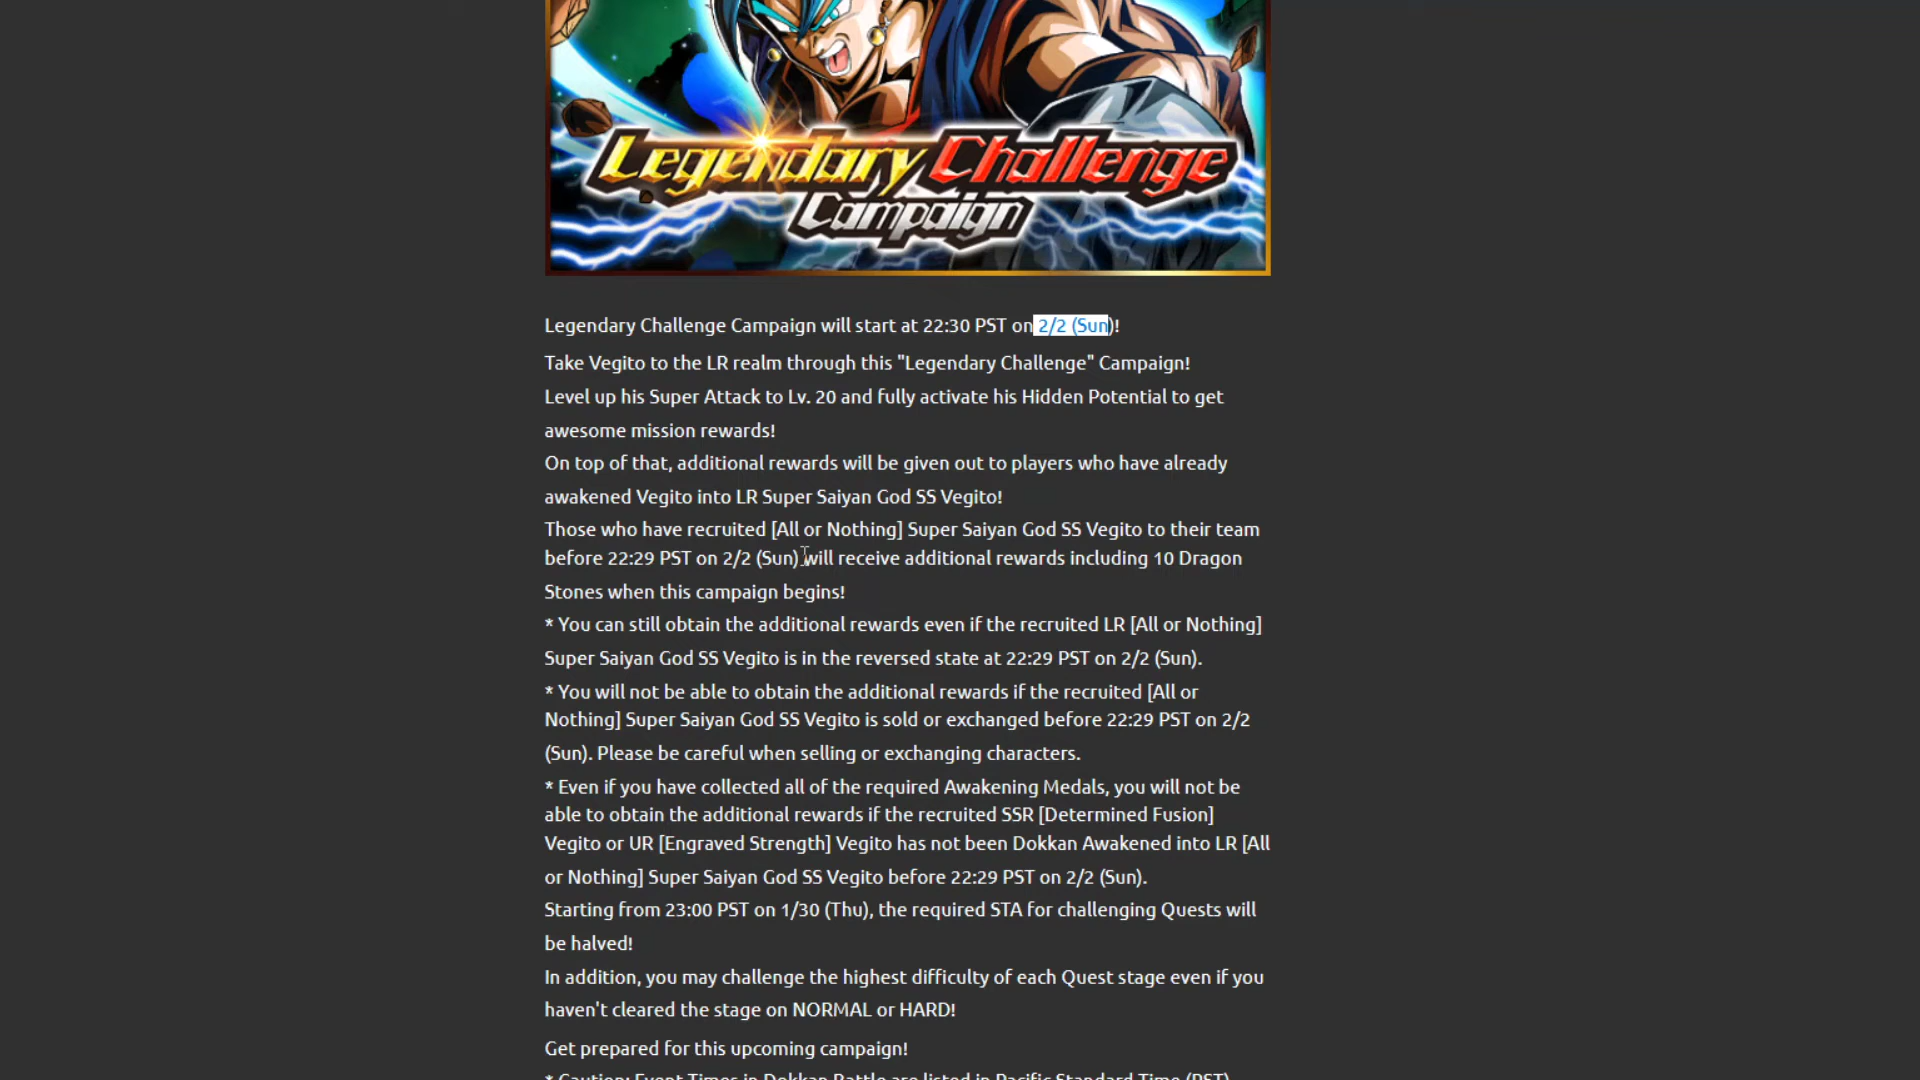 Legendary Challenge
Campaign
Legendary Challenge Campaign will start at 22:30 PST on 2/2 (Sun)!
Take Vegito to the LR realm through this "Legendary Challenge" Campaign!
Level up his Super Attack to Lv. 20 and fully activate his Hidden Potential to get
awesome mission rewards!
On top of that, additional rewards will be given out to players who have already
awakened Vegito into LR Super Saiyan God SS Vegito!
Those who have recruited [All or Nothing] Super Saiyan God SS Vegito to their team
before 22:29 PST on 2/2 (Sun) will receive additional rewards including 10 Dragon
Stones when this campaign begins!
* You can still obtain the additional rewards even if the recruited LR [All or Nothing]
Super Saiyan God SS Vegito is in the reversed state at 22:29 PST on 2/2 (Sun).
* You will not be able to obtain the additional rewards if the recruited [All or
Nothing] Super Saiyan God SS Vegito is sold or exchanged before 22:29 PST on 2/2
(Sun). Please be careful when selling or exchanging characters.
* Even if you have collected all of the required Awakening Medals, you will not be
able to obtain the additional rewards if the recruited SSR [Determined Fusion]
Vegito or UR [Engraved Strength] Vegito has not been Dokkan Awakened into LR [All
or Nothing] Super Saiyan God SS Vegito before 22:29 PST on 2/2 (Sun).
Starting from 23:00 PST on 1/30 (Thu), the required STA for challenging Quests will
be halved!
In addition, you may challenge the highest difficulty of each Quest stage even if you
haven't cleared the stage on NORMAL or HARD!
Get prepared for this upcoming campaign!
* Caution: Event Times in Dokkan Battle are listed in Pacific Standard Time (PST)